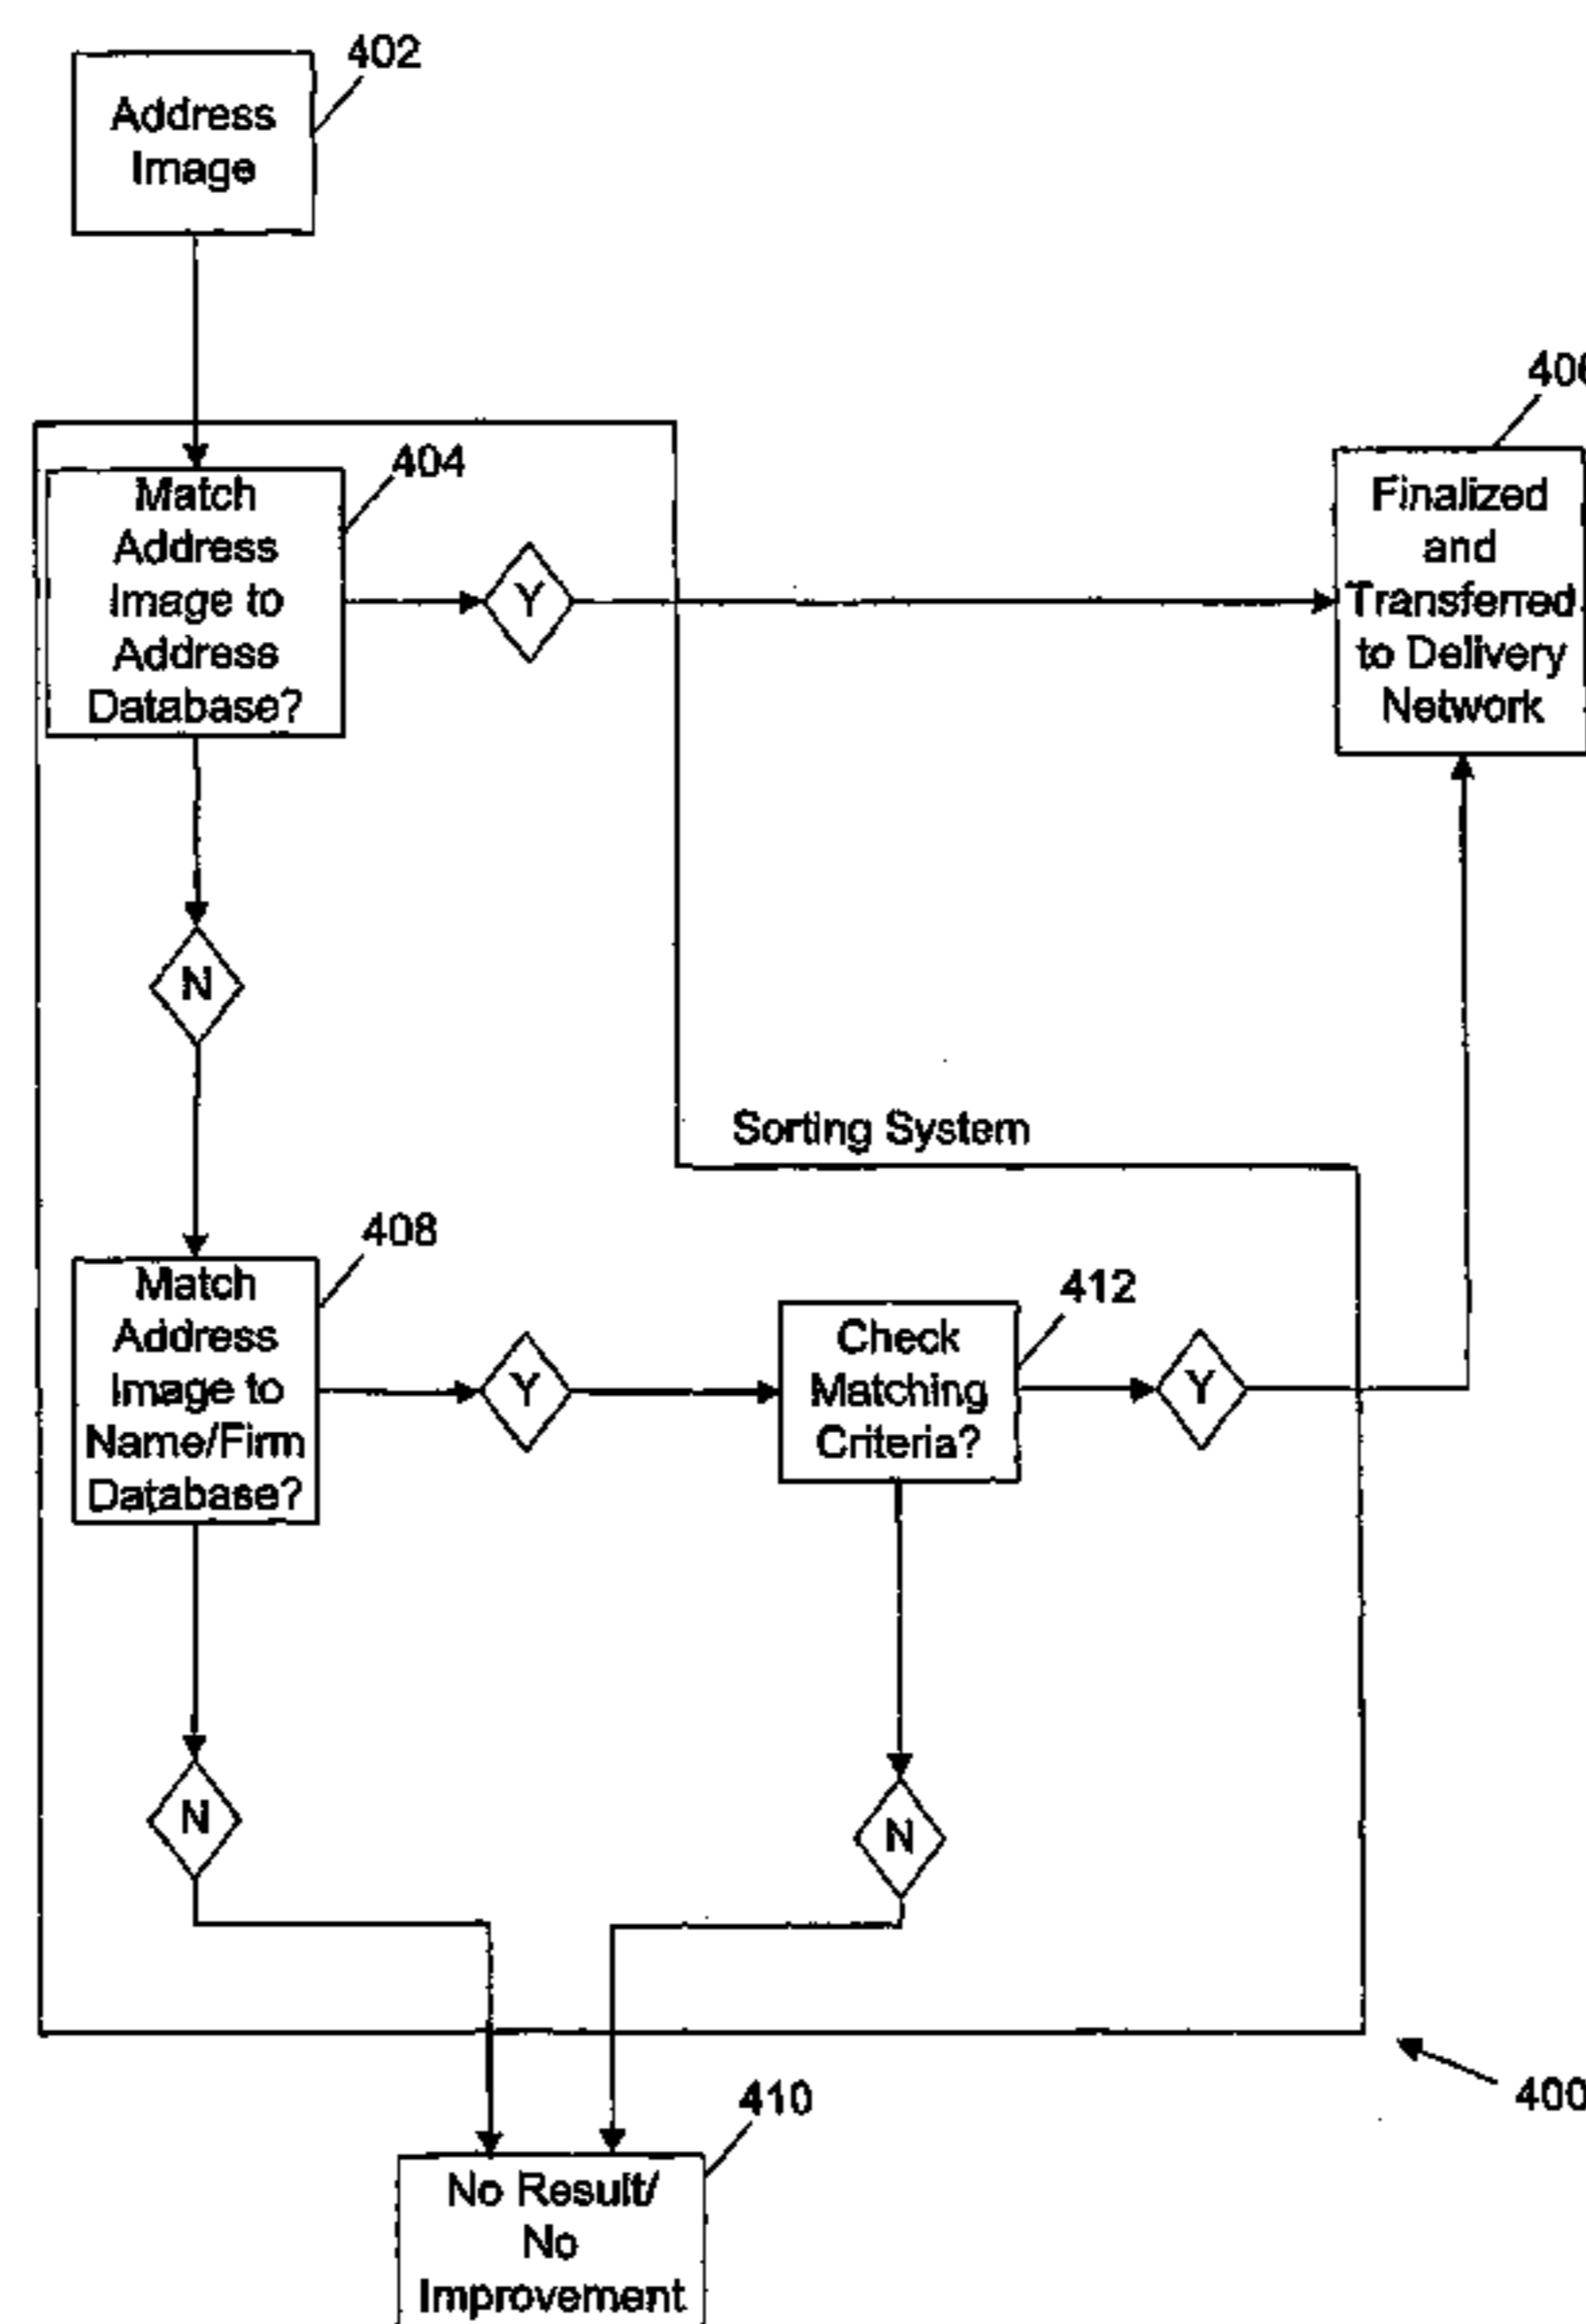 402
Address
Image
406
404
Match
Address
Image to
Address
Database?
Y
Finalized
and
Transferred
to Delivery
Network
N
Sorting System
408
Match
Address
Image to
Name/Firm
Database?
Y
412
Check
Matching
Criteria?
Y
N
N
400
410
No Result/
No
Improvement